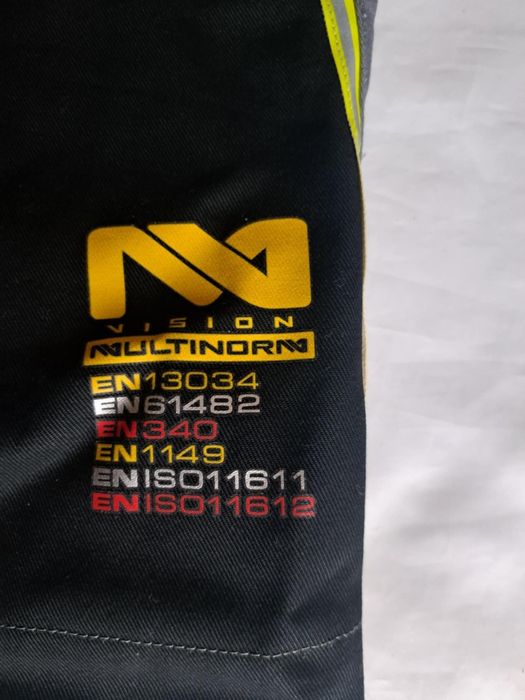 VISION
MULTINORM
EN13034
EN61482
EN340
EN1149
ENISO11611
ENISO11612